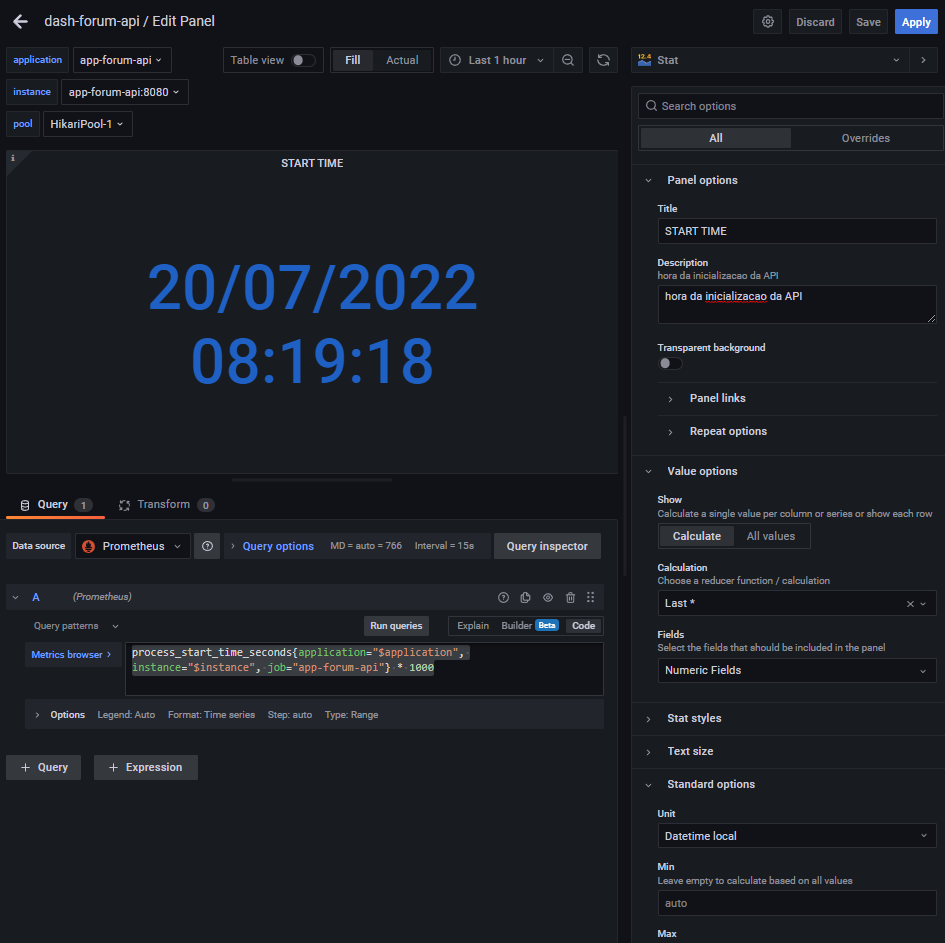 dash-forum-api / Edit Panel
Discard Save Apply
application app-forum-api
Table view Fill Actual Last 1 hour
12.4 Stat
instance app-forum-api:8080
pool HikariPool-1
Search options
All Overrides
i
START TIME
20/07/2022
08:19:18
Panel options
Title
START TIME
Description
hora da inicializacao da API
hora da inicializacao da API
Transparent background
Panel links
Repeat options
Value options
Show
Calculate a single value per column or series or show each row
Calculate All values
Calculation
Choose a reducer function / calculation
Last *
Fields
Select the fields that should be included in the panel
Numeric Fields
Stat styles
Text size
Standard options
Unit
Datetime local
Min
Leave empty to calculate based on all values
auto
Max
Query 1 Transform 0
Data source Prometheus Query options MD = auto = 766 Interval = 15s Query inspector
A (Prometheus)
Query patterns Run queries Explain Builder Beta Code
Metrics browser
process_start_time_seconds{application="$application",
instance="$instance", job="app-forum-api"} * 1000
Options Legend: Auto Format: Time series Step: auto Type: Range
+ Query + Expression